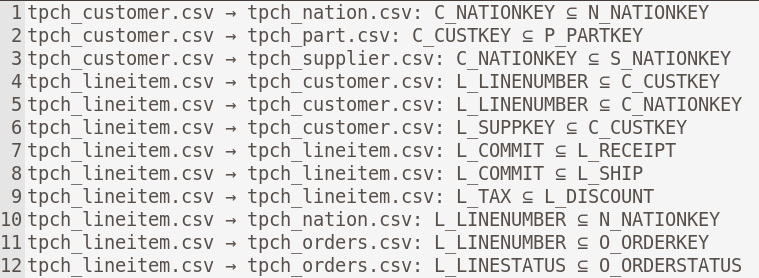 1 tpch_customer.csv → tpch_nation.csv: C_NATIONKEY ⊆ N_NATIONKEY
2 tpch_customer.csv → tpch_part.csv: C_CUSTKEY ⊆ P_PARTKEY
3 tpch_customer.csv → tpch_supplier.csv: C_NATIONKEY ⊆ S_NATIONKEY
4 tpch_lineitem.csv → tpch_customer.csv: L_LINENUMBER ⊆ C_CUSTKEY
5 tpch_lineitem.csv → tpch_customer.csv: L_LINENUMBER ⊆ C_NATIONKEY
6 tpch_lineitem.csv → tpch_customer.csv: L_SUPPKEY ⊆ C_CUSTKEY
7 tpch_lineitem.csv → tpch_lineitem.csv: L_COMMIT ⊆ L_RECEIPT
8 tpch_lineitem.csv → tpch_lineitem.csv: L_COMMIT ⊆ L_SHIP
9 tpch_lineitem.csv → tpch_lineitem.csv: L_TAX ⊆ L_DISCOUNT
10 tpch_lineitem.csv → tpch_nation.csv: L_LINENUMBER ⊆ N_NATIONKEY
11 tpch_lineitem.csv → tpch_orders.csv: L_LINENUMBER ⊆ O_ORDERKEY
12 tpch_lineitem.csv → tpch_orders.csv: L_LINESTATUS ⊆ O_ORDERSTATUS